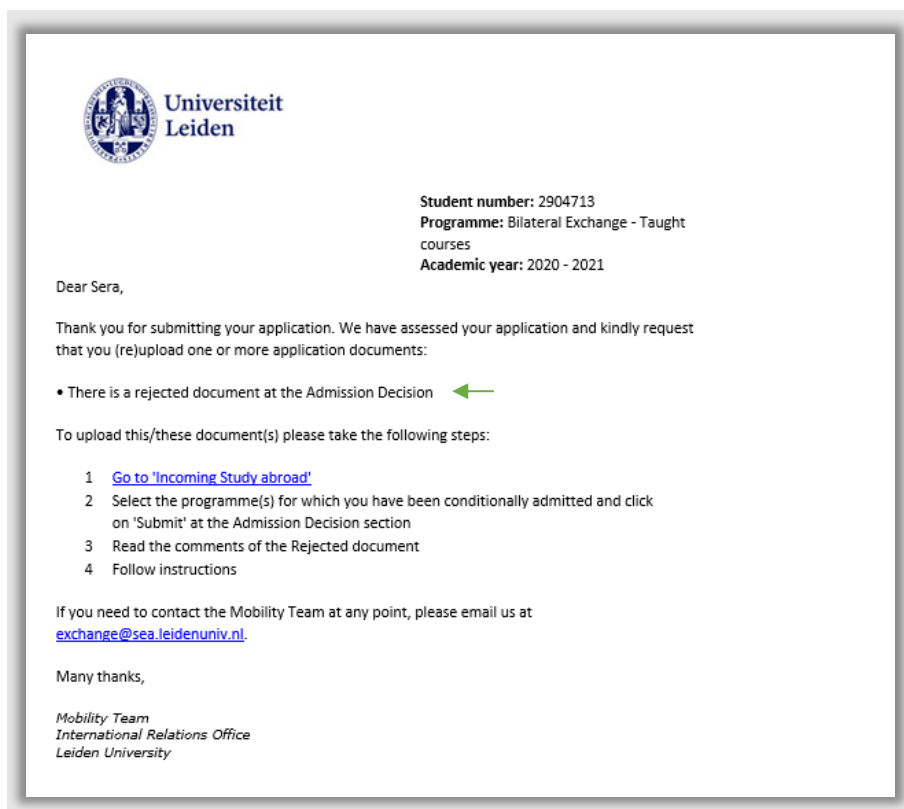 Universiteit
Leiden
Student number: 2904713
Programme: Bilateral Exchange - Taught
courses
Academic year: 2020 - 2021
Dear Sera,
Thank you for submitting your application. We have assessed your application and kindly request
that you (re)upload one or more application documents:
• There is a rejected document at the Admission Decision
To upload this/these document(s) please take the following steps:
1 Go to 'Incoming Study abroad'
2 Select the programme(s) for which you have been conditionally admitted and click
on 'Submit' at the Admission Decision section
3 Read the comments of the Rejected document
4 Follow instructions
If you need to contact the Mobility Team at any point, please email us at
exchange@sea.leidenuniv.nl.
Many thanks,
Mobility Team
International Relations Office
Leiden University